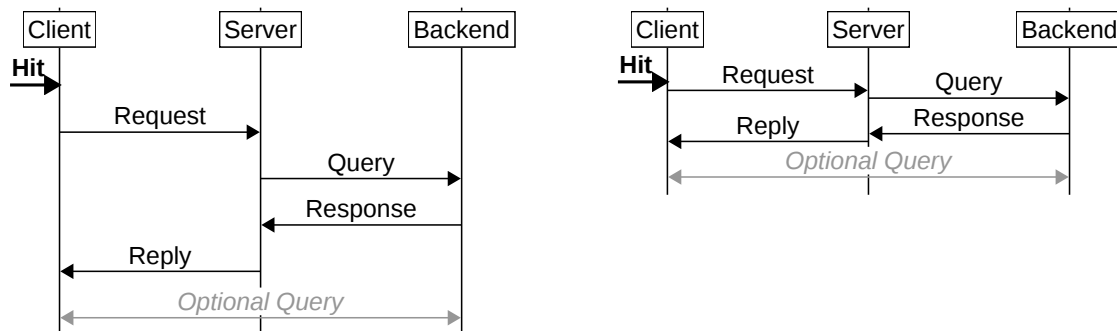 Client
Server
Backend
Hit
Request
Query
Response
Reply
Optional Query
Client
Server
Backend
Hit
Request
Query
Response
Reply
Optional Query